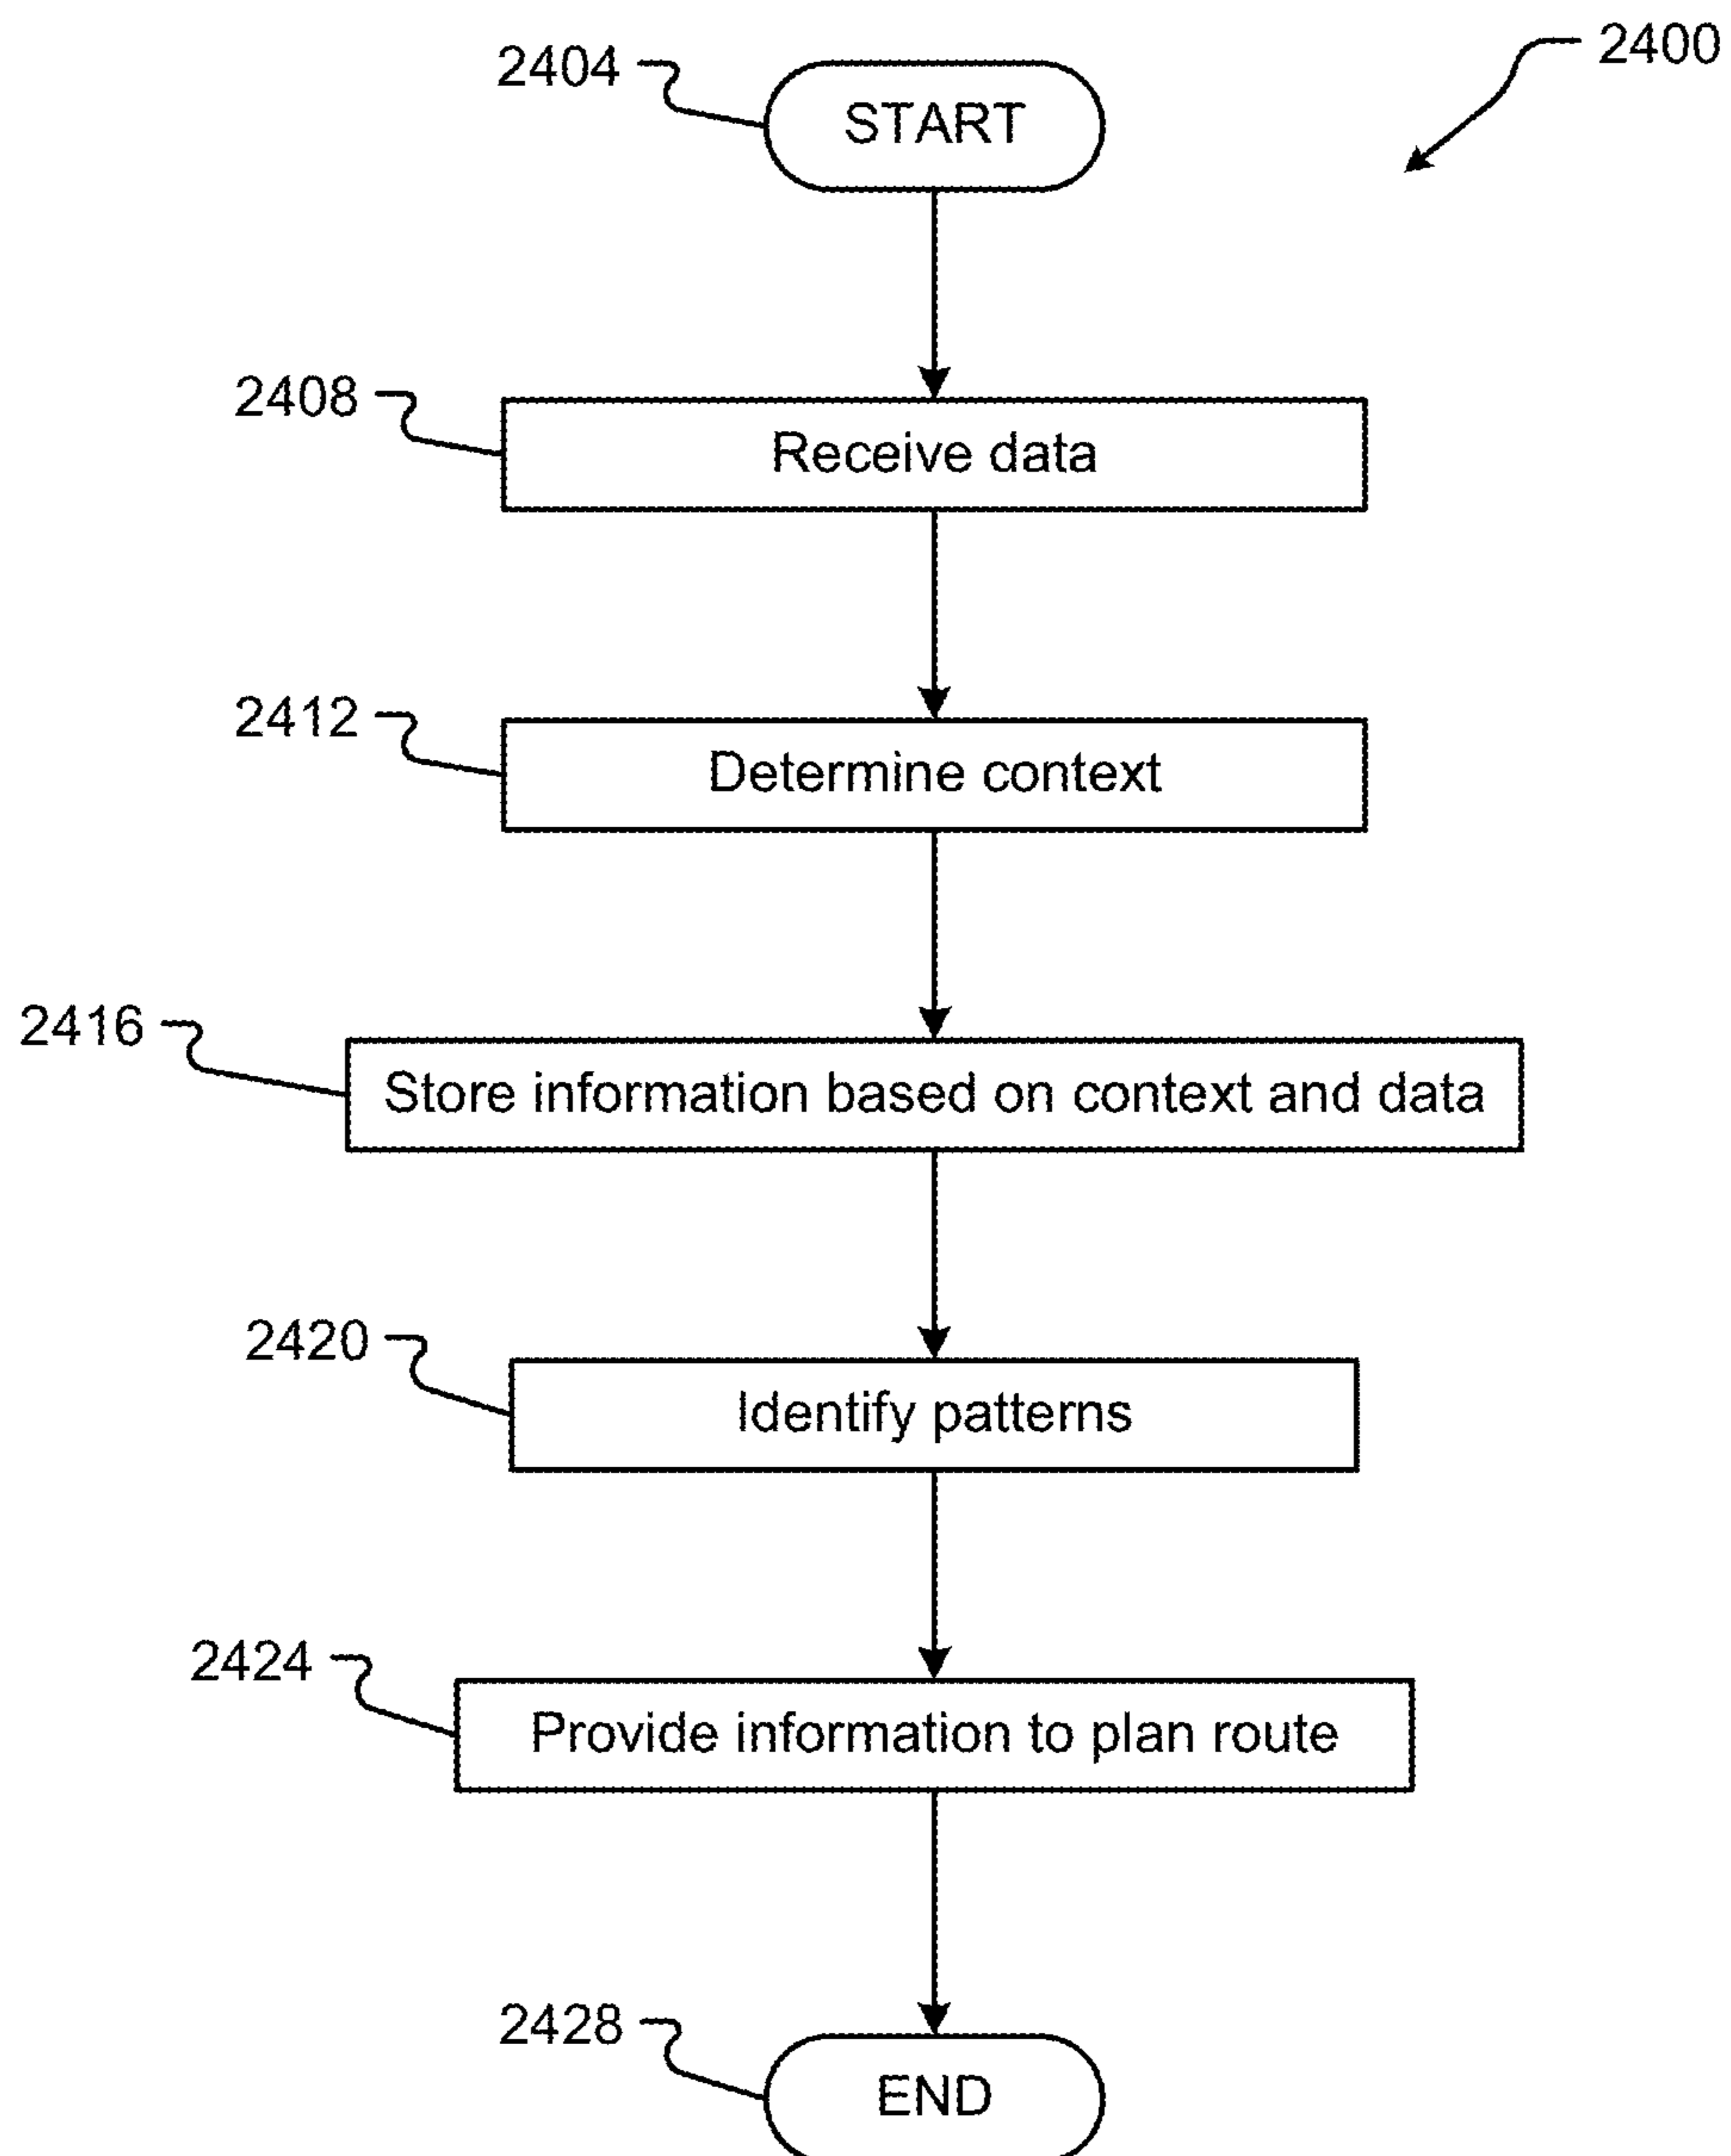 2400
2404
START
2408
Receive data
2412
Determine context
2416
Store information based on context and data
2420
Identify patterns
2424
Provide information to plan route
2428
END